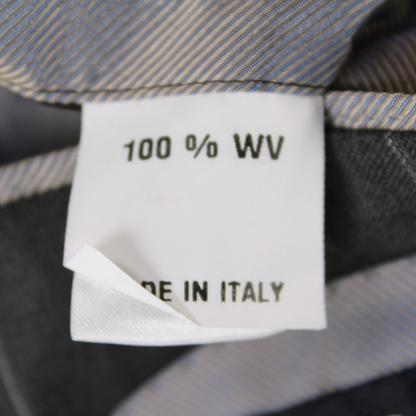 100 % WV
DE IN ITALY